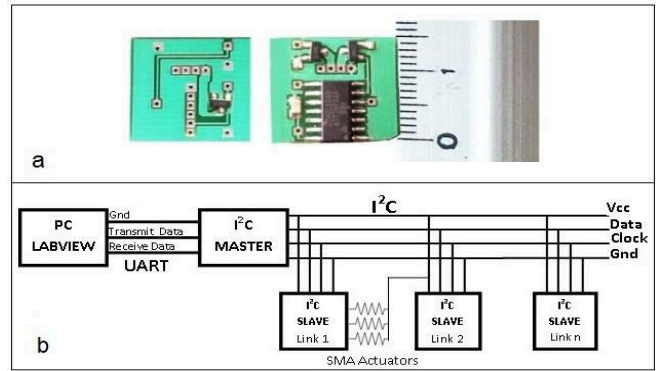 1
0
a
I²C
Vcc
Gnd
PC
LABVIEW
I²C
MASTER
Data
Transmit Data
Clock
Receive Data
Gnd
UART
I²C
SLAVE
Link 1
I²C
SLAVE
Link 2
I²C
SLAVE
Link n
SMA Actuators
b